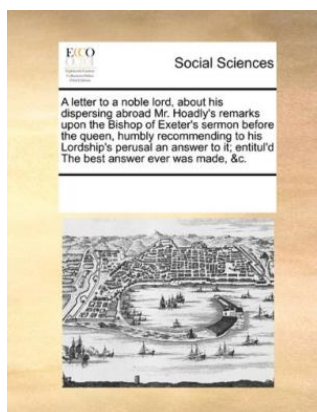 ECCO
Social Sciences
A letter to a noble lord, about his
dispersing abroad Mr. Hoadly's remarks
upon the Bishop of Exeter's sermon before
the queen, humbly recommending to his
Lordship's perusal an answer to it; entitul'd
The best answer ever was made, &c.